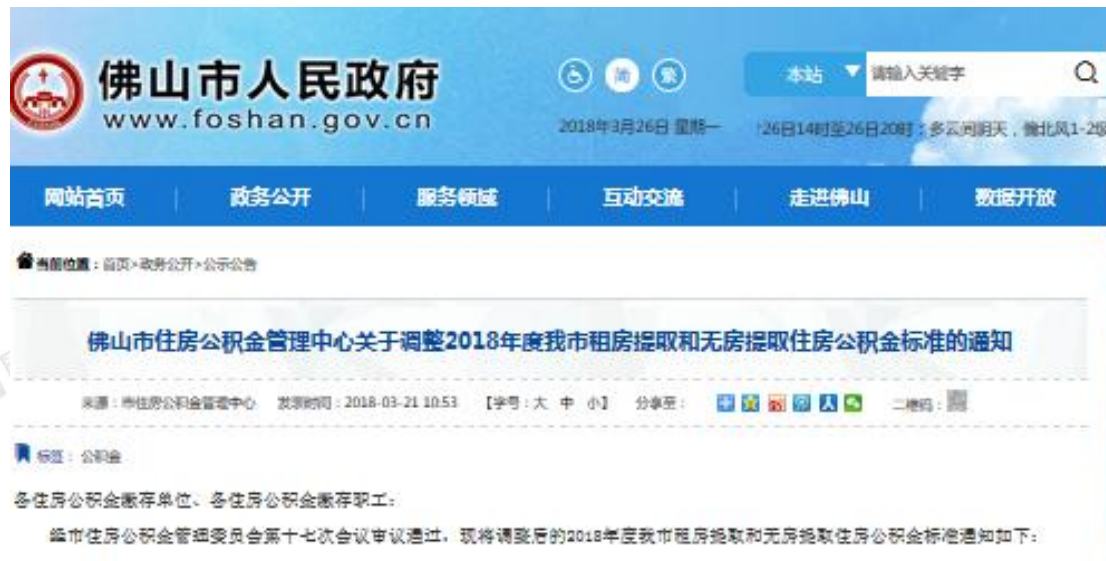 佛山市人民政府
www.foshan.gov.cn
简 繁
本站 请输入关键字
2018年3月26日 星期一 26日14时至26日20时:多云间阴天,偏北风1-2级
网站首页 政务公开 服务领域 互动交流 走进佛山 数据开放
当前位置:首页>政务公开>公示公告
佛山市住房公积金管理中心关于调整2018年度我市租房提取和无房提取住房公积金标准的通知
来源:市住房公积金管理中心 发表时间:2018-03-21 10:53 【字号:大 中 小】 分享至: 二维码:
标签:公积金
各住房公积金缴存单位、各住房公积金缴存职工:
经市住房公积金管理委员会第十七次会议审议通过,现将调整后的2018年度我市租房提取和无房提取住房公积金标准通知如下: